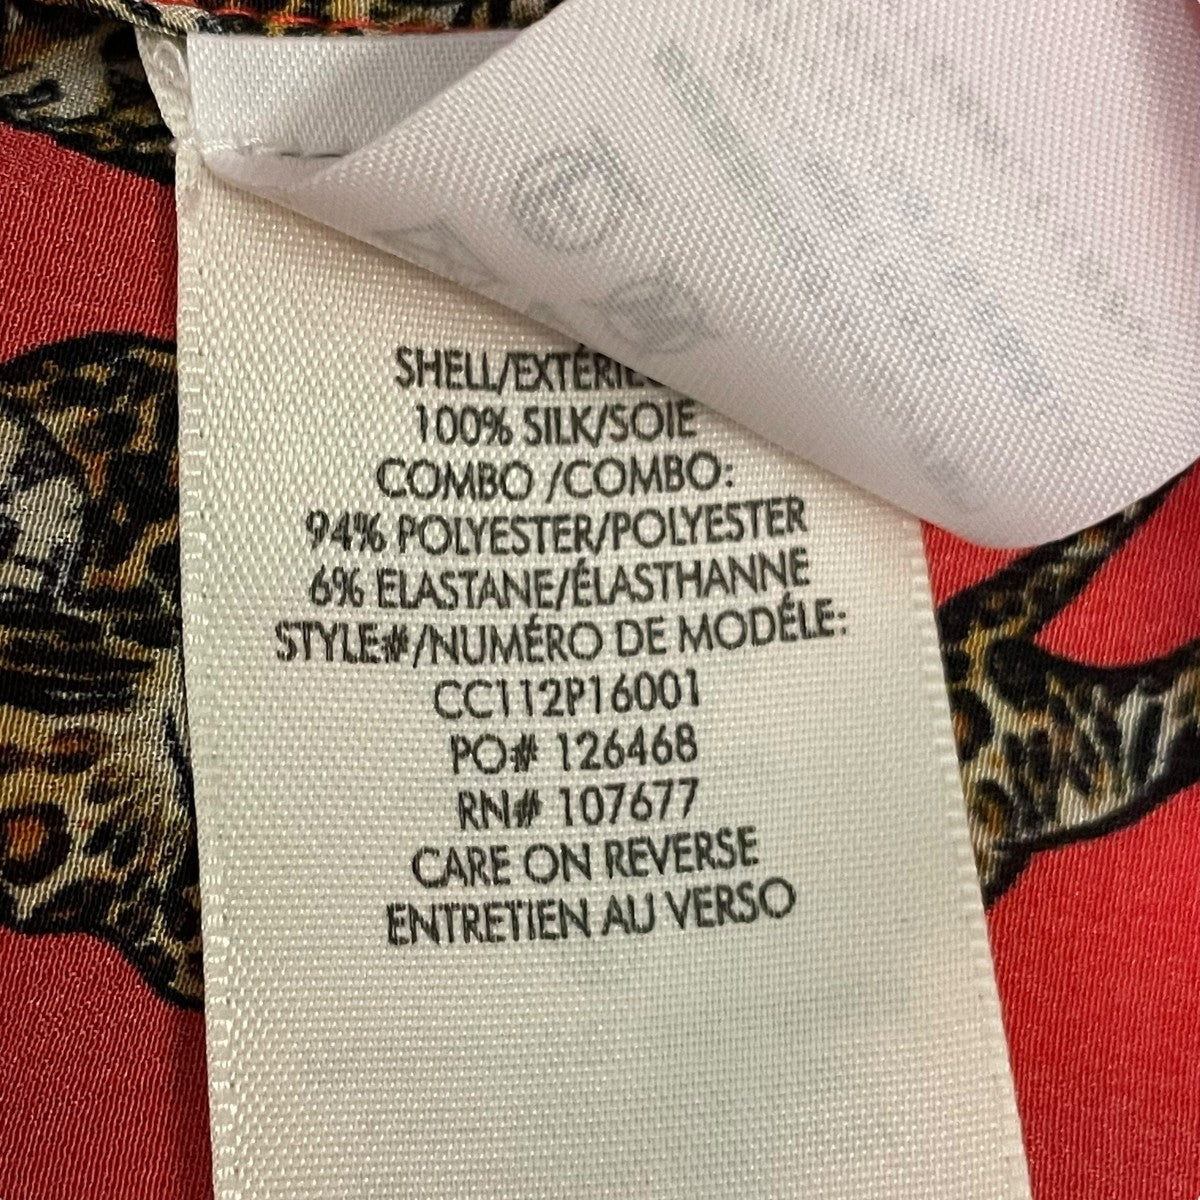 SHELL/EXTÉRIE
100% SILK/SOIE
COMBO /COMBO:
94% POLYESTER/POLYESTER
6% ELASTANE/ÉLASTHANNE
STYLE#/NUMÉRO DE MODÉLE:
CC112P16001
PO# 126468
RN# 107677
CARE ON REVERSE
ENTRETIEN AU VERSO